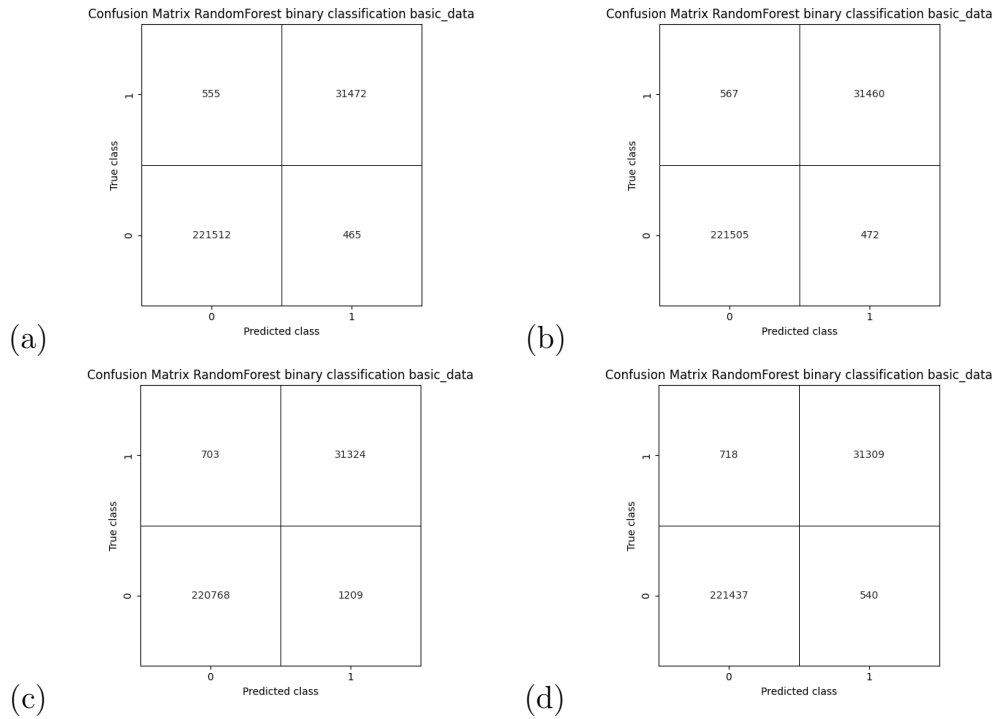 Confusion Matrix RandomForest binary classification basic_data
1
555
31472
True class
0
221512
465
0
1
Predicted class
(a)
Confusion Matrix RandomForest binary classification basic_data
1
567
31460
True class
0
221505
472
0
1
Predicted class
(b)
Confusion Matrix RandomForest binary classification basic_data
1
703
31324
True class
0
220768
1209
0
1
Predicted class
(c)
Confusion Matrix RandomForest binary classification basic_data
1
718
31309
True class
0
221437
540
0
1
Predicted class
(d)